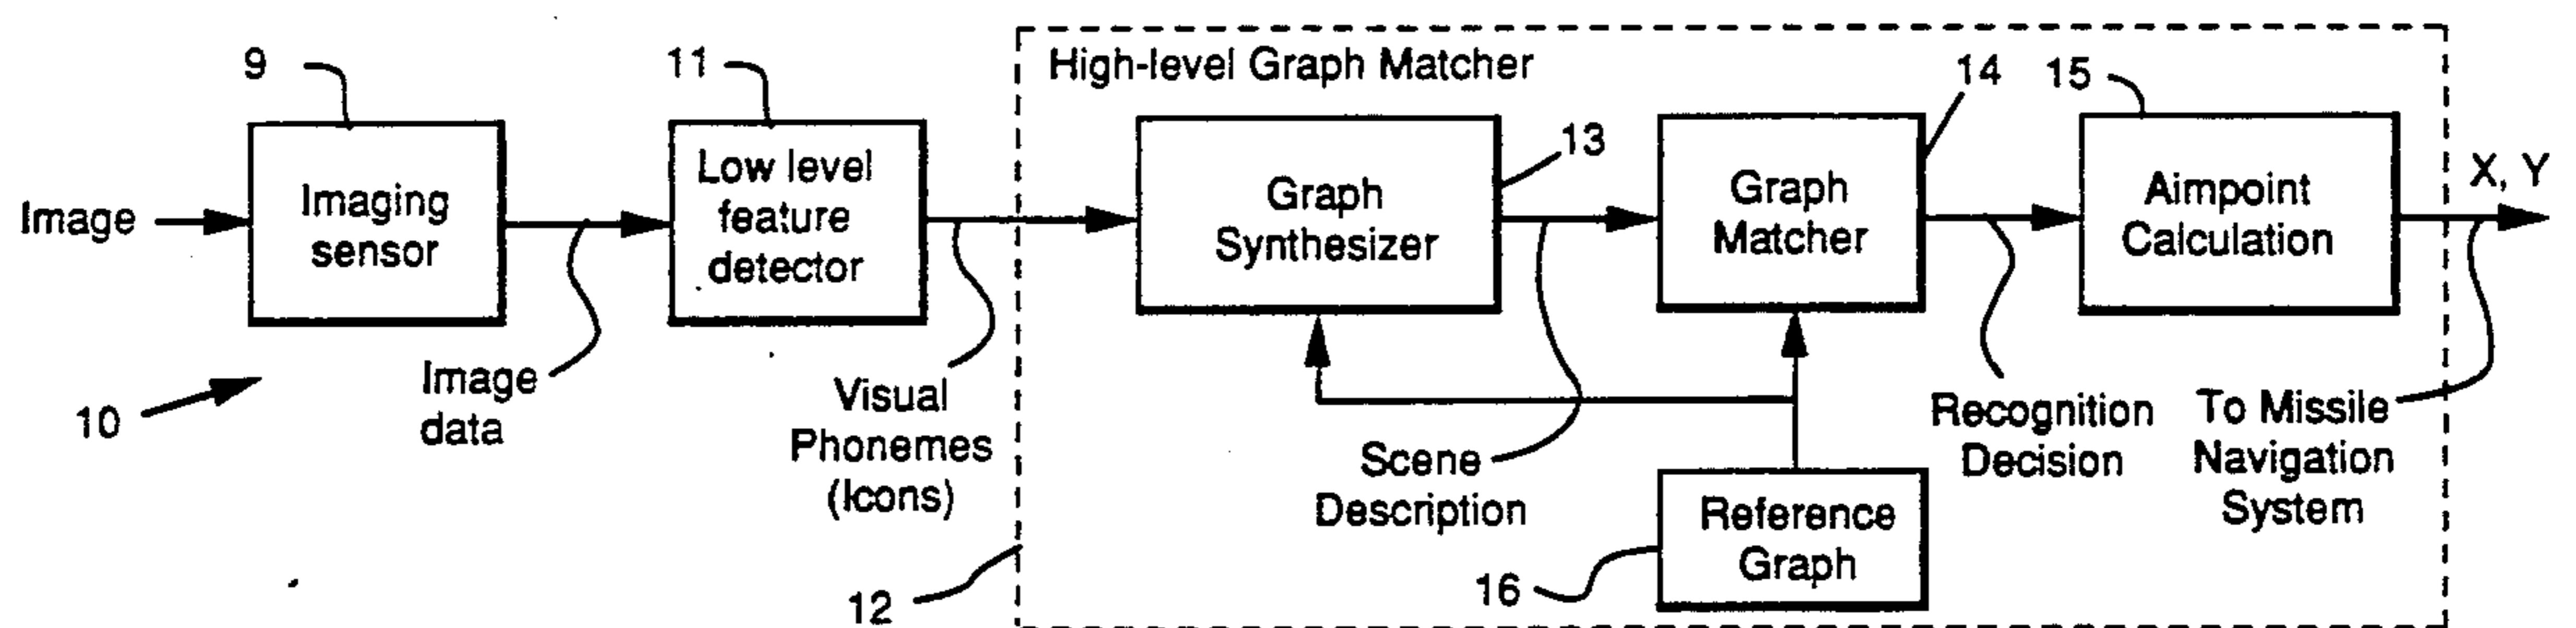 9
11
High-level Graph Matcher
14
15
13
Image
Imaging
sensor
Low level
feature
detector
Graph
Synthesizer
Graph
Matcher
Aimpoint
Calculation
X, Y
10
Image
data
Visual
Phonemes
(Icons)
Scene
Description
Recognition
Decision
To Missile
Navigation
System
Reference
Graph
12
16